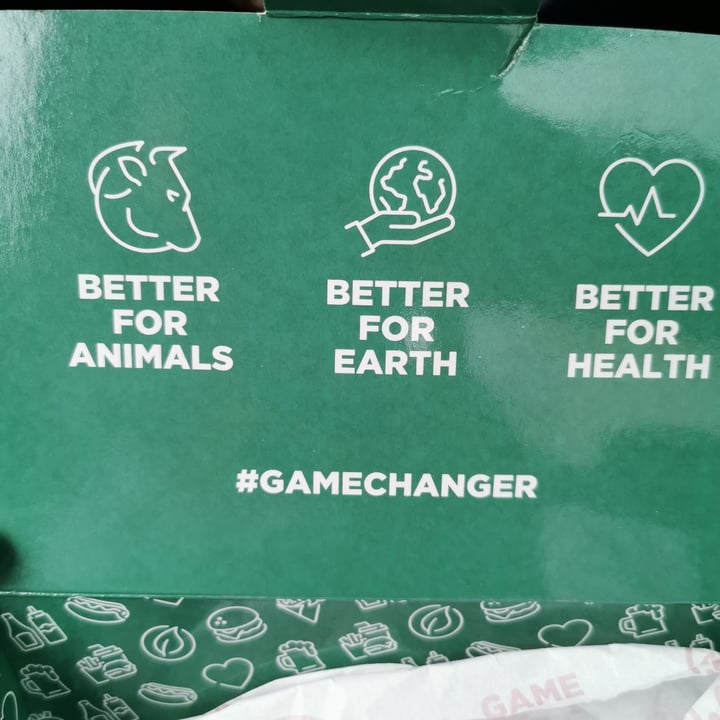 BETTER
FOR
ANIMALS
BETTER
FOR
EARTH
BETTER
FOR
HEALTH
#GAMECHANGER
GAME